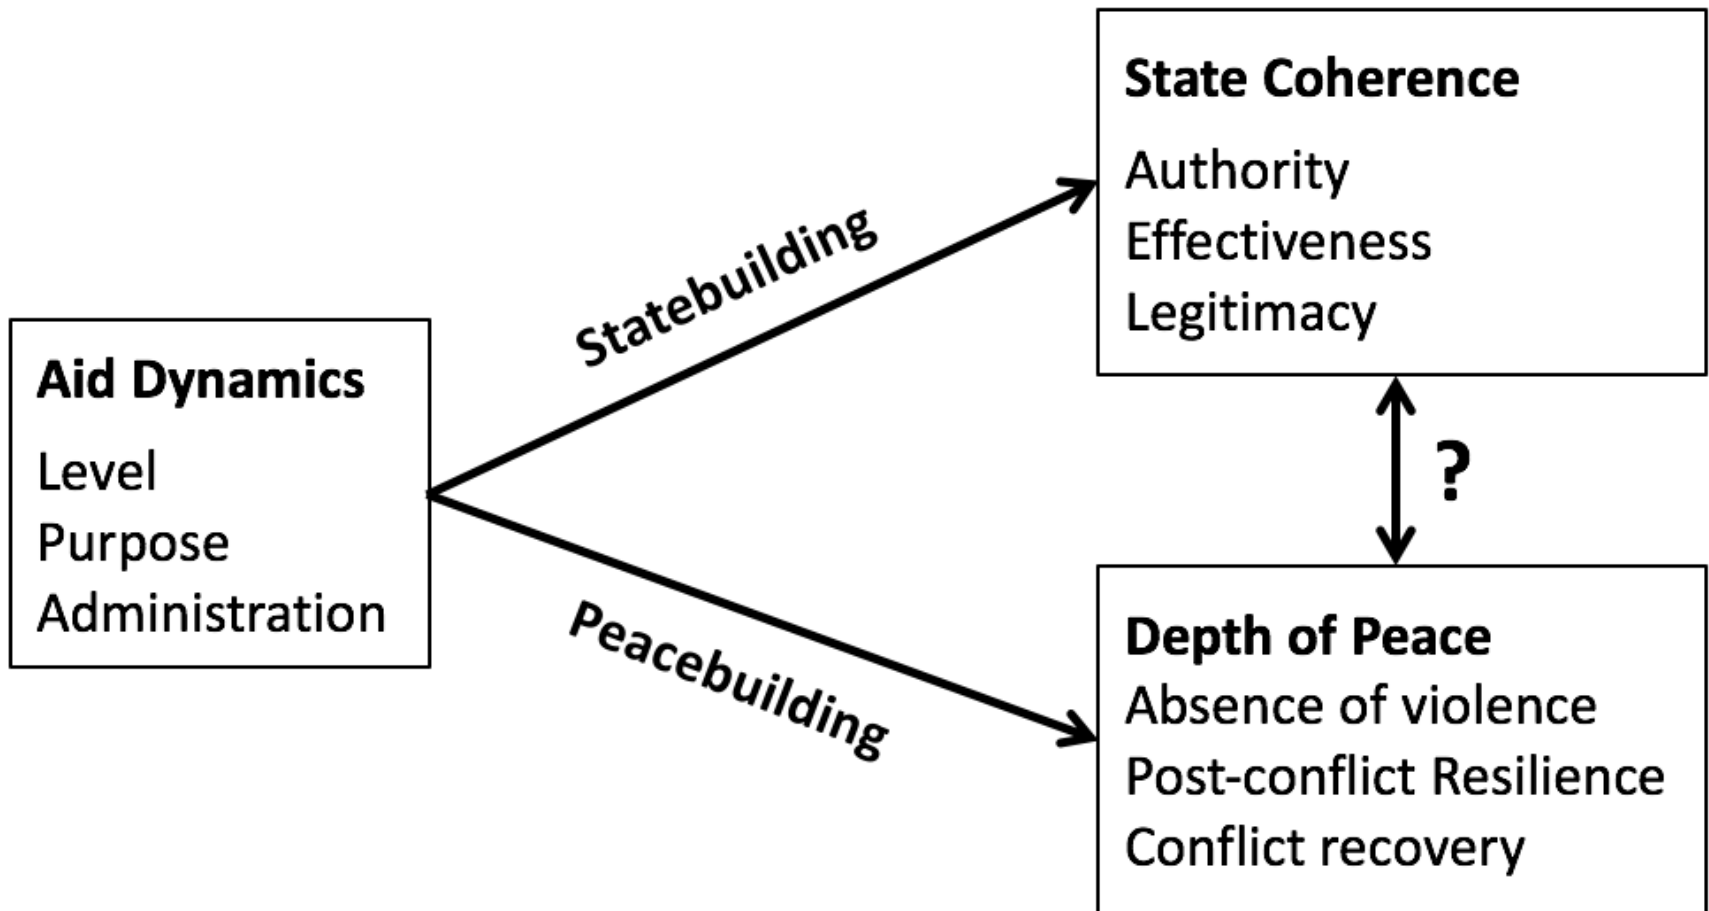 State Coherence
Authority
Effectiveness
Legitimacy
Statebuilding
Aid Dynamics
Level
Purpose
Administration
?
Peacebuilding
Depth of Peace
Absence of violence
Post-conflict Resilience
Conflict recovery